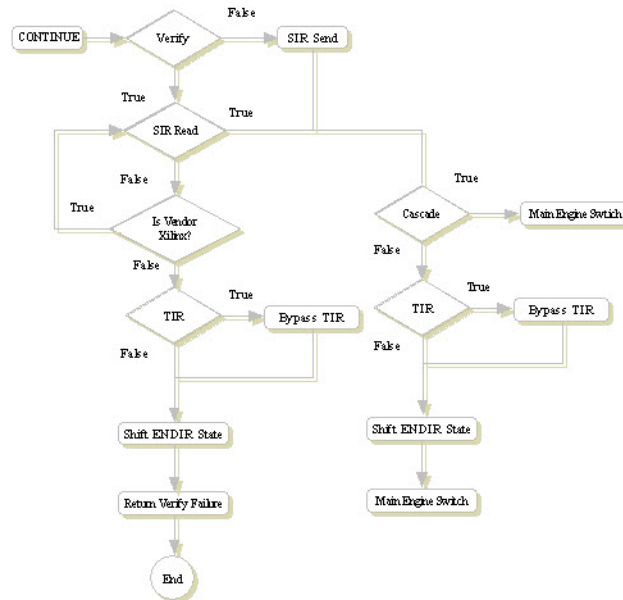 False
CONTINUE
Verify
SIR Send
True
True
SIR Read
False
True
True
Is Vendor
Xilinx?
Cascade
Main Engine Swtich
False
False
True
True
TIR
Bypass TIR
TIR
Bypass TIR
False
False
Shift ENDIR State
Shift ENDIR State
Return Verify Failure
Main Engine Switch
End